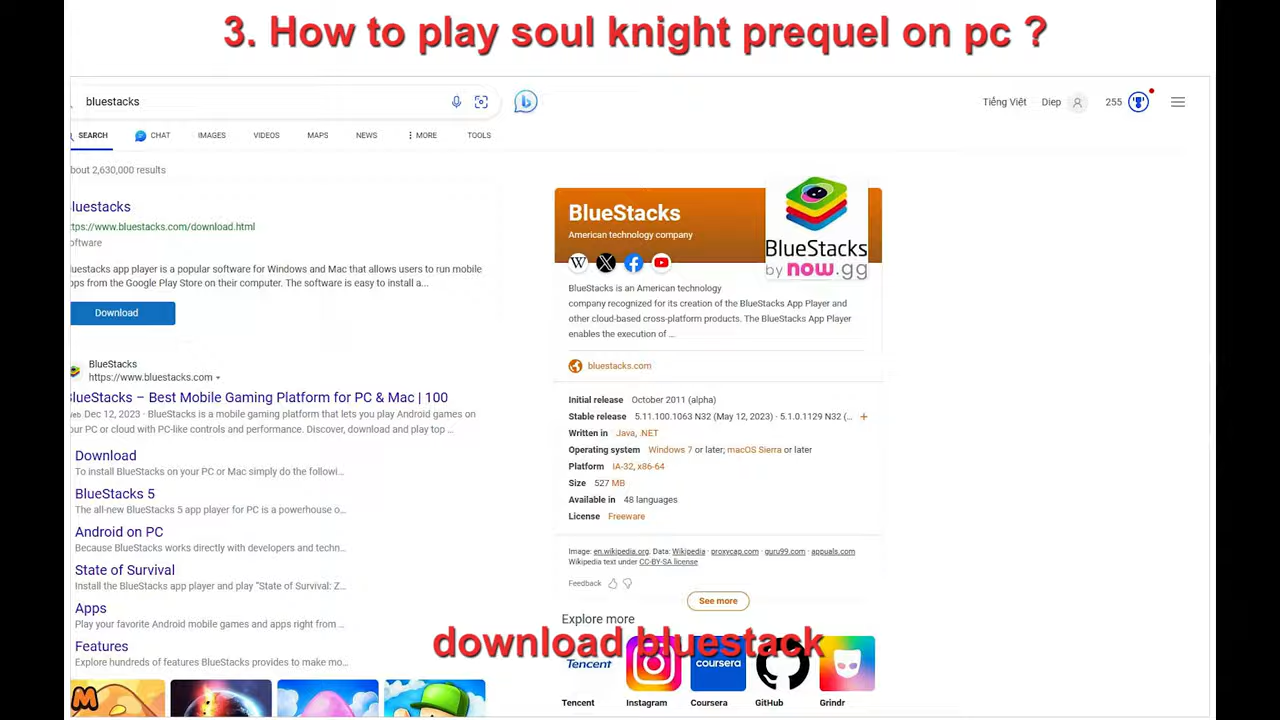 3. How to play soul knight prequel on pc ?
bluestacks
Tiếng Việt Diep 255
SEARCH CHAT IMAGES VIDEOS MAPS NEWS MORE TOOLS
bout 2,630,000 results
luestacks
ttps://www.bluestacks.com/download.html
oftware
luestacks app player is a popular software for Windows and Mac that allows users to run mobile
ps from the Google Play Store on their computer. The software is easy to install a...
Download
BlueStacks
https://www.bluestacks.com
BlueStacks – Best Mobile Gaming Platform for PC & Mac | 100
Web Dec 12, 2023 · BlueStacks is a mobile gaming platform that lets you play Android games on
our PC or cloud with PC-like controls and performance. Discover, download and play top ...
Download
To install BlueStacks on your PC or Mac simply do the followi...
BlueStacks 5
The all-new BlueStacks 5 app player for PC is a powerhouse o...
Android on PC
Because BlueStacks works directly with developers and techn...
State of Survival
Install the BlueStacks app player and play “State of Survival: Z...
Apps
Play your favorite Android mobile games and apps right from ...
Features
Explore hundreds of features BlueStacks provides to make mo...
BlueStacks
American technology company
W X f
BlueStacks
by now.gg
BlueStacks is an American technology
company recognized for its creation of the BlueStacks App Player and
other cloud-based cross-platform products. The BlueStacks App Player
enables the execution of ...
bluestacks.com
Initial release October 2011 (alpha)
Stable release 5.11.100.1063 N32 (May 12, 2023) · 5.1.0.1129 N32 (... +
Written in Java, .NET
Operating system Windows 7 or later; macOS Sierra or later
Platform IA-32, x86-64
Size 527 MB
Available in 48 languages
License Freeware
Image: en.wikipedia.org. Data: Wikipedia · proxycap.com · guru99.com · appuals.com
Wikipedia text under CC-BY-SA license
Feedback
See more
Explore more
download bluestack
Tencent coursera
Tencent Instagram Coursera GitHub Grindr